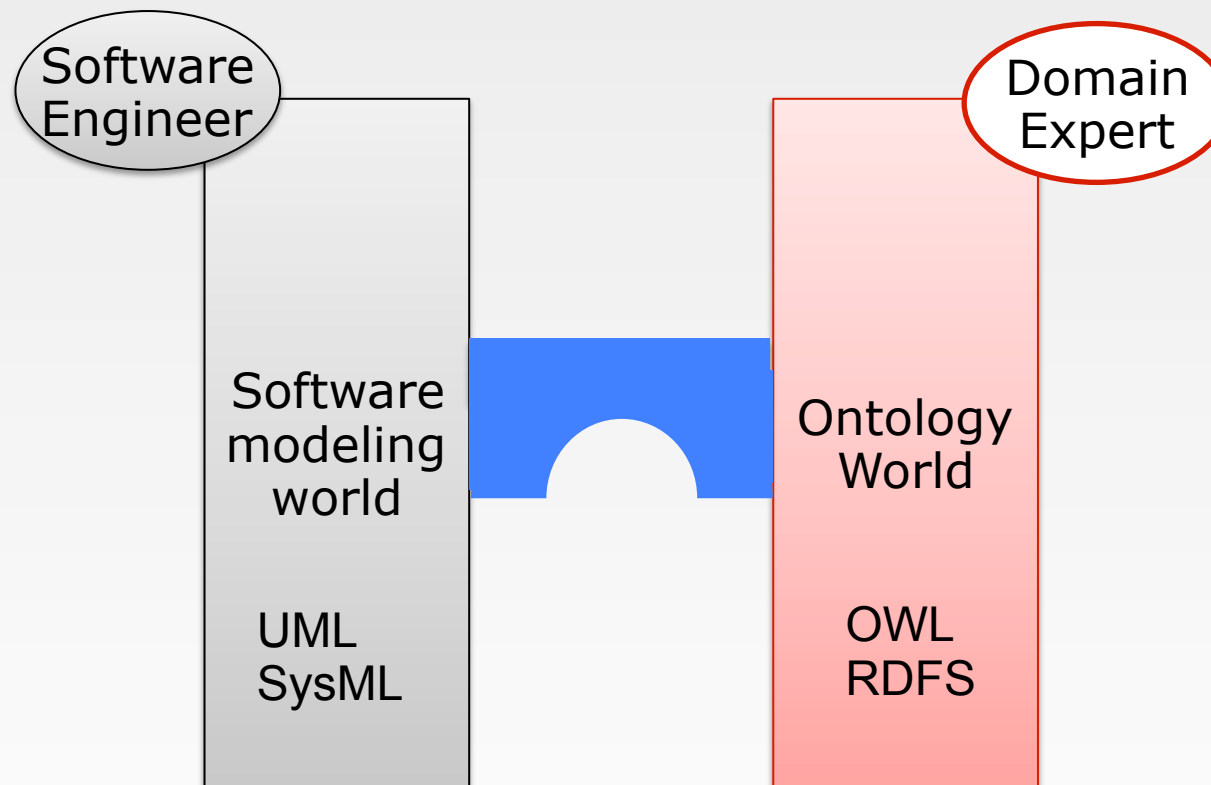 Software
Engineer
Domain
Expert
Software
modeling
world
Ontology
World
UML
SysML
OWL
RDFS